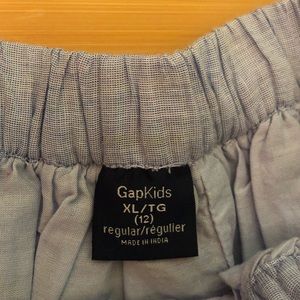 GapKids
XL/TG
(12)
regular/régulier
MADE IN INDIA